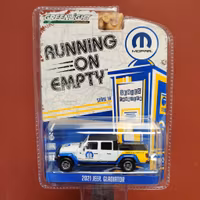 GREENLIGHT
RUNNING
ON
EMPTY
MOPAR
2021 JEEP GLADIATOR